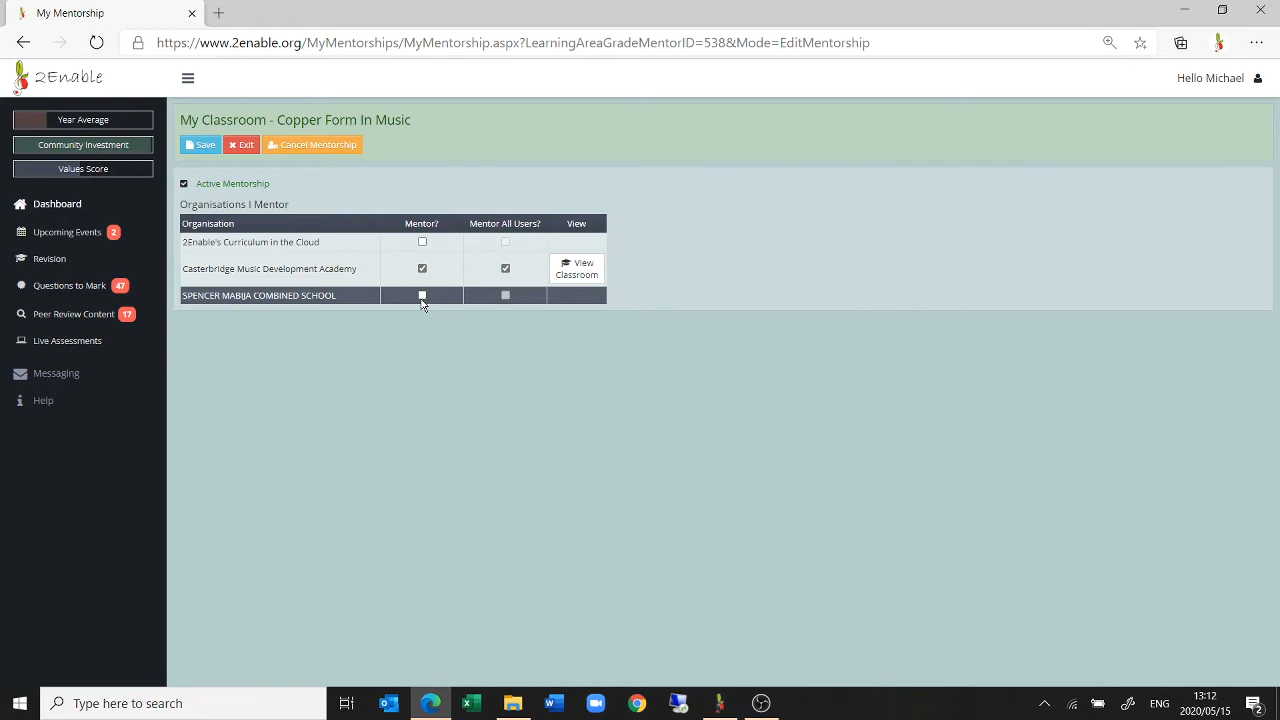 My Mentorship
https://www.2enable.org/MyMentorships/MyMentorship.aspx?LearningAreaGradeMentorID=538&Mode=EditMentorship
2Enable
Hello Michael
Year Average
Community Investment
Values Score
Dashboard
Upcoming Events 2
Revision
Questions to Mark 47
Peer Review Content 17
Live Assessments
Messaging
Help
My Classroom - Copper Form In Music
Save Exit Cancel Mentorship
Active Mentorship
Organisations I Mentor
Organisation Mentor? Mentor All Users? View
2Enable's Curriculum in the Cloud
Casterbridge Music Development Academy View Classroom
SPENCER MABIJA COMBINED SCHOOL
Type here to search
ENG
13:12
2020/05/15
2